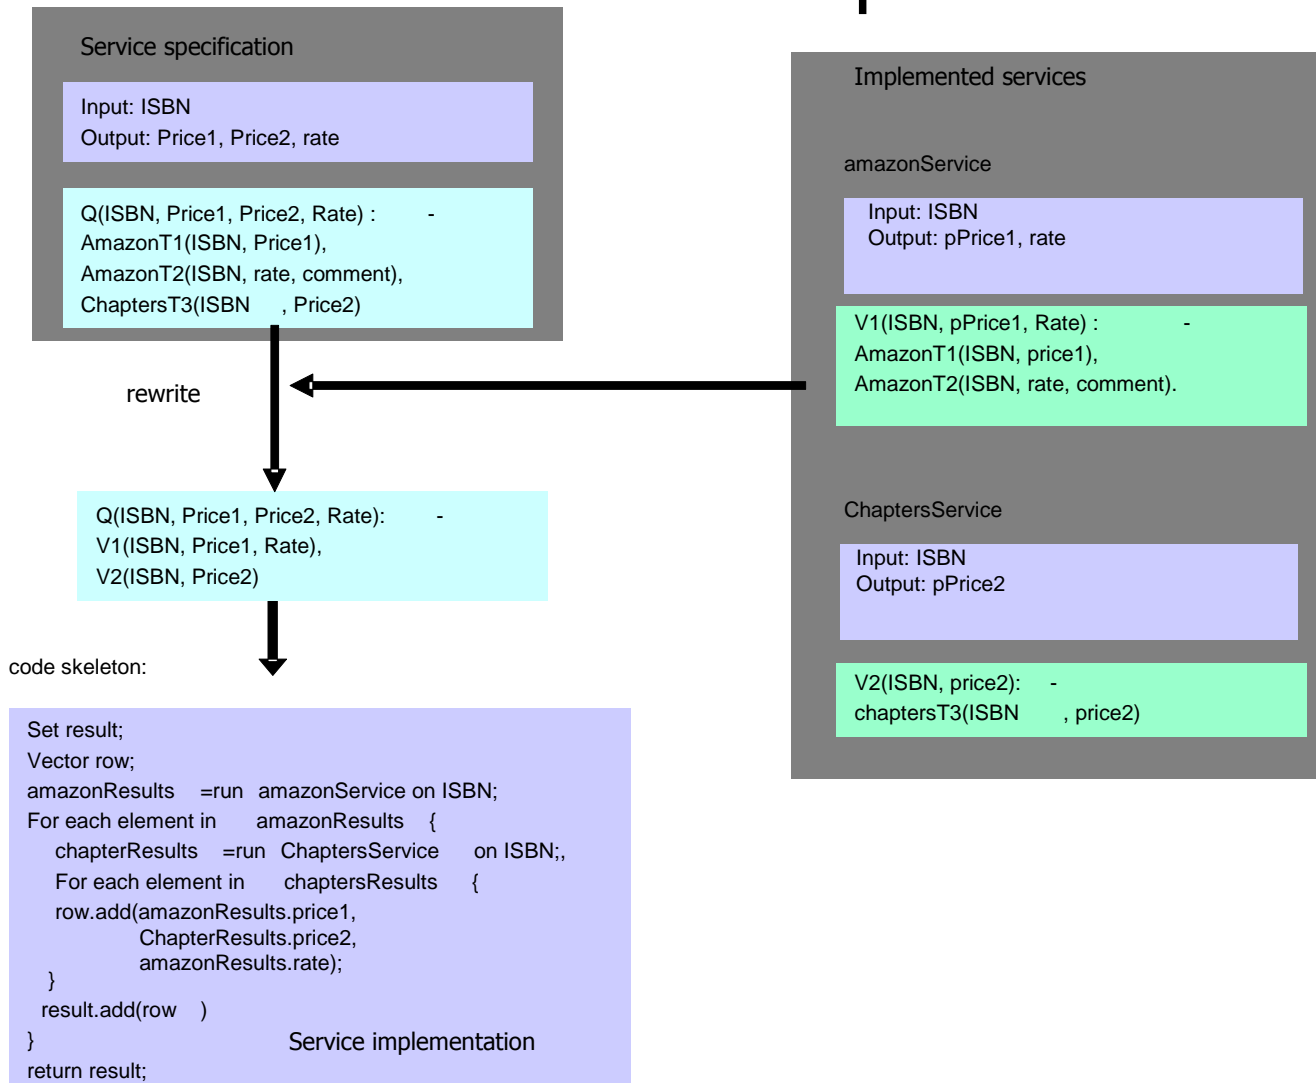 Service specification
Input: ISBN
Output: Price1, Price2, rate
Q(ISBN, Price1, Price2, Rate) : -
AmazonT1(ISBN, Price1),
AmazonT2(ISBN, rate, comment),
ChaptersT3(ISBN , Price2)
rewrite
Q(ISBN, Price1, Price2, Rate): -
V1(ISBN, Price1, Rate),
V2(ISBN, Price2)
code skeleton:
Set result;
Vector row;
amazonResults =run amazonService on ISBN;
For each element in amazonResults {
chapterResults =run ChaptersService on ISBN;,
For each element in chaptersResults {
row.add(amazonResults.price1,
ChapterResults.price2,
amazonResults.rate);
}
result.add(row )
}
Service implementation
return result;
Implemented services
amazonService
Input: ISBN
Output: pPrice1, rate
V1(ISBN, pPrice1, Rate) : -
AmazonT1(ISBN, price1),
AmazonT2(ISBN, rate, comment).
ChaptersService
Input: ISBN
Output: pPrice2
V2(ISBN, price2): -
chaptersT3(ISBN , price2)